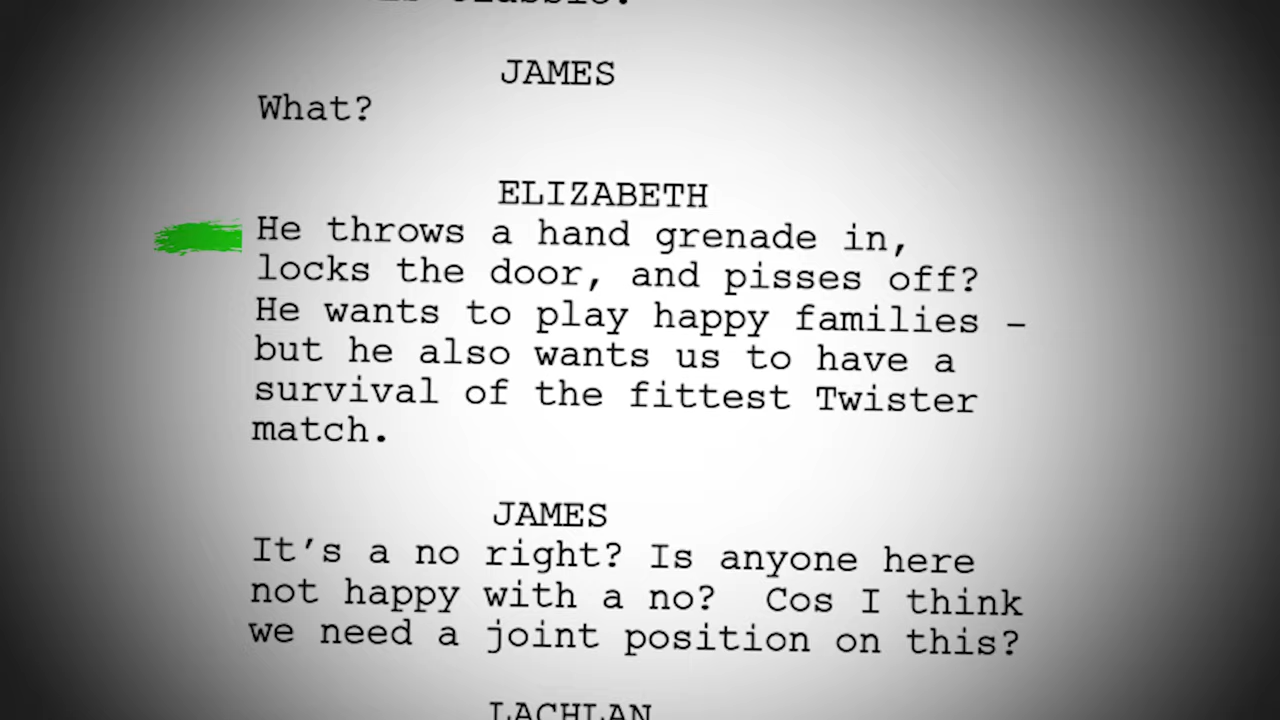 JAMES
What?
ELIZABETH
He throws a hand grenade in,
locks the door, and pisses off?
He wants to play happy families –
but he also wants us to have a
survival of the fittest Twister
match.
JAMES
It's a no right? Is anyone here
not happy with a no?  Cos I think
we need a joint position on this?
LACHLAN